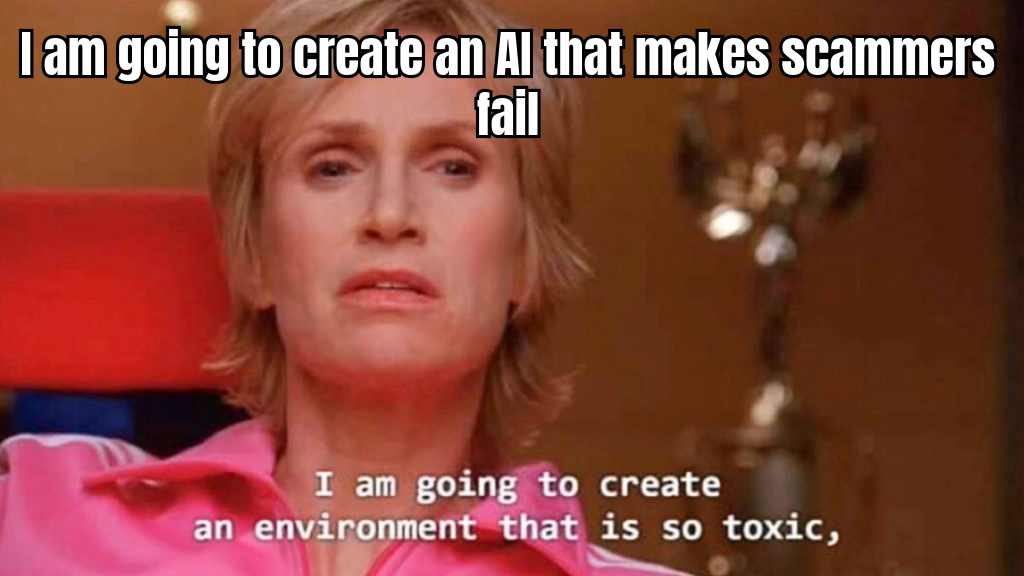 I am going to create an AI that makes scammers
fail
I am going to create
an environment that is so toxic,